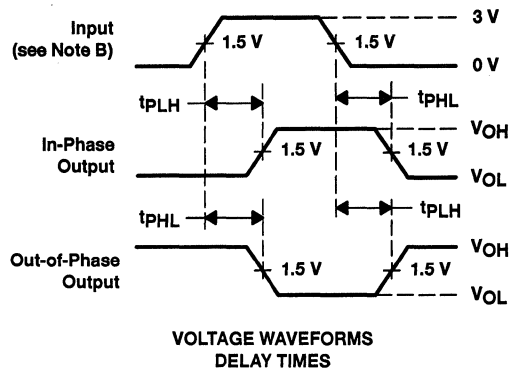 Input
(see Note B)
1.5 V
1.5 V
3 V
0 V
tPLH
tPHL
In-Phase
Output
1.5 V
1.5 V
VOH
VOL
tPHL
tPLH
Out-of-Phase
Output
1.5 V
1.5 V
VOH
VOL
VOLTAGE WAVEFORMS
DELAY TIMES